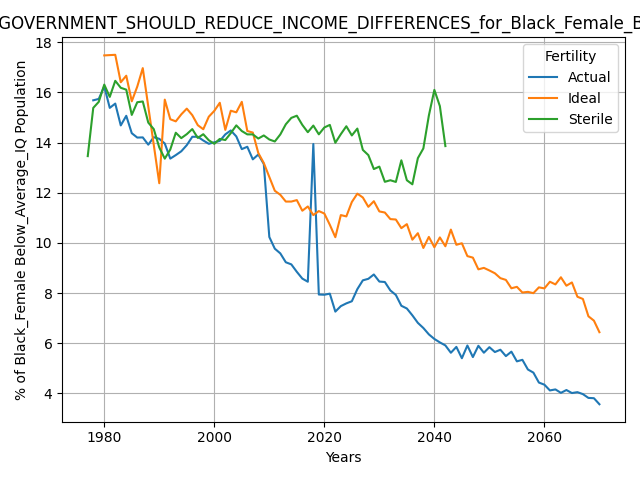 GOVERNMENT_SHOULD_REDUCE_INCOME_DIFFERENCES_for_Black_Female_B
% of Black_Female Below_Average_IQ Population
18
16
14
12
10
8
6
4
Fertility
Actual
Ideal
Sterile
1980
2000
2020
2040
2060
Years